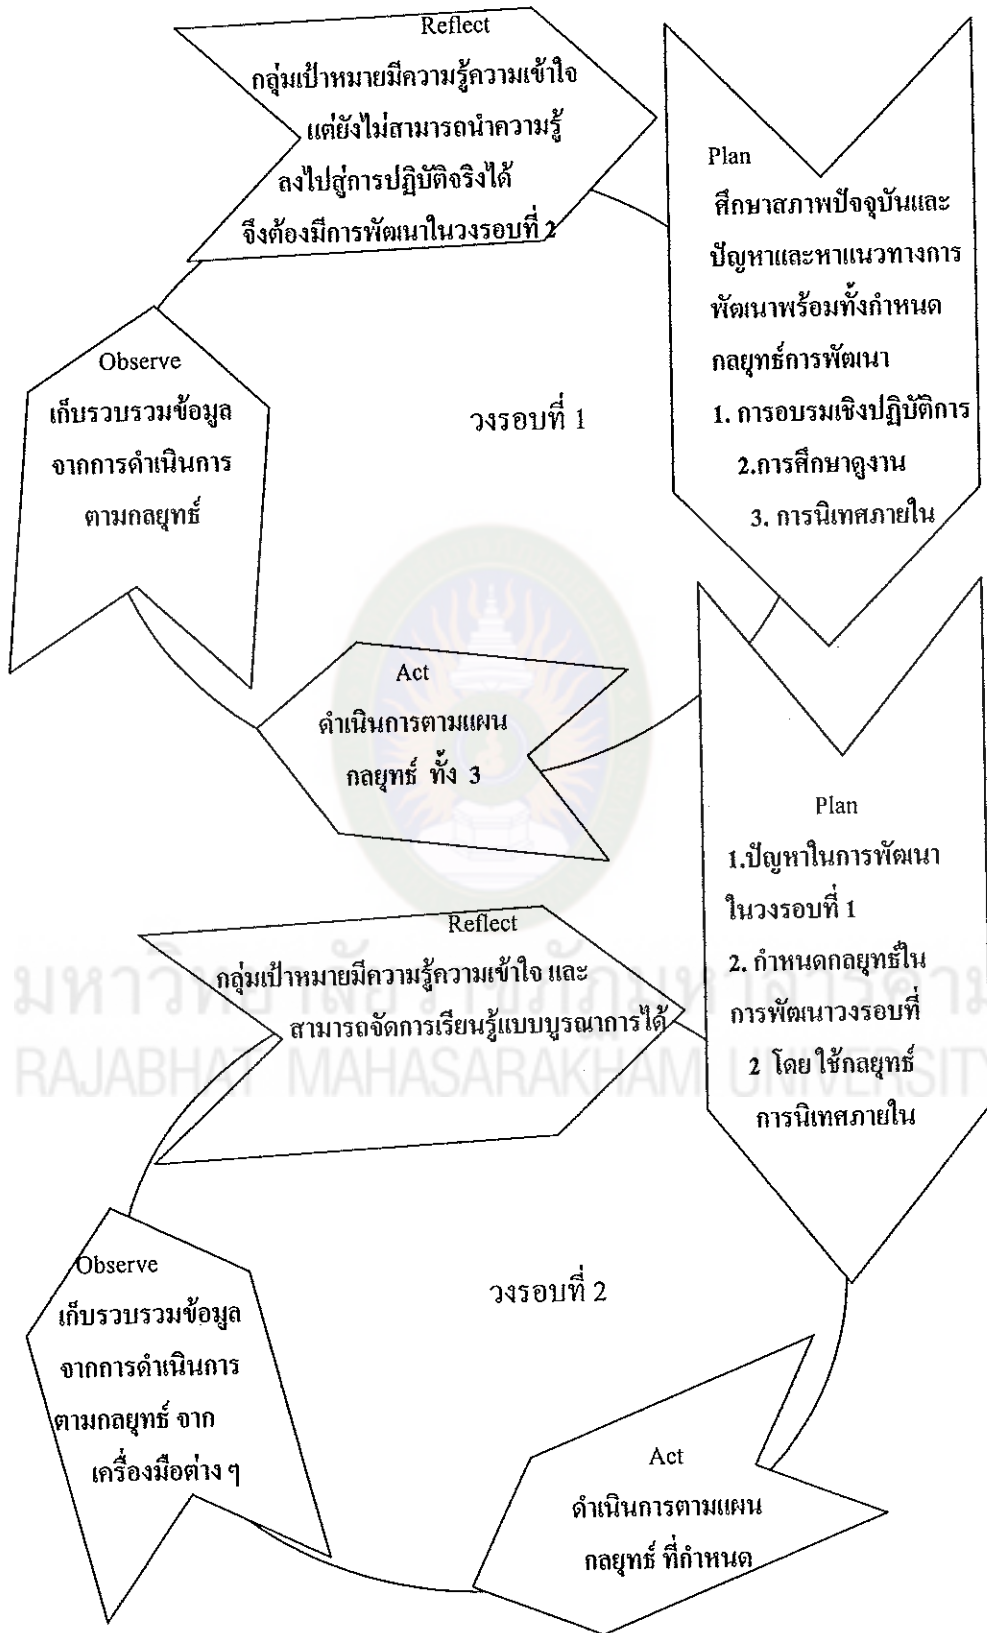 Reflect
กลุ่มเป้าหมายมีความรู้ความเข้าใจ
แต่ยังไม่สามารถนำความรู้
ลงไปสู่การปฏิบัติจริงได้
จึงต้องมีการพัฒนาในวงรอบที่ 2
Plan
ศึกษาสภาพปัจจุบันและ
ปัญหาและหาแนวทางการ
พัฒนาพร้อมทั้งกำหนด
กลยุทธ์การพัฒนา
1. การอบรมเชิงปฏิบัติการ
2.การศึกษาดูงาน
3. การนิเทศภายใน
Observe
เก็บรวบรวมข้อมูล
จากการดำเนินการ
ตามกลยุทธ์
วงรอบที่ 1
Act
ดำเนินการตามแผน
กลยุทธ์ ทั้ง 3
Plan
1.ปัญหาในการพัฒนา
ในวงรอบที่ 1
2. กำหนดกลยุทธ์ใน
การพัฒนาวงรอบที่
2 โดย ใช้กลยุทธ์
การนิเทศภายใน
Reflect
กลุ่มเป้าหมายมีความรู้ความเข้าใจ และ
สามารถจัดการเรียนรู้แบบบูรณาการได้
มหาวิทยาลัยราชภัฏมหาสารคาม
RAJABHAT MAHASARAKHAM UNIVERSITY
Observe
เก็บรวบรวมข้อมูล
จากการดำเนินการ
ตามกลยุทธ์ จาก
เครื่องมือต่าง ๆ
วงรอบที่ 2
Act
ดำเนินการตามแผน
กลยุทธ์ ที่กำหนด